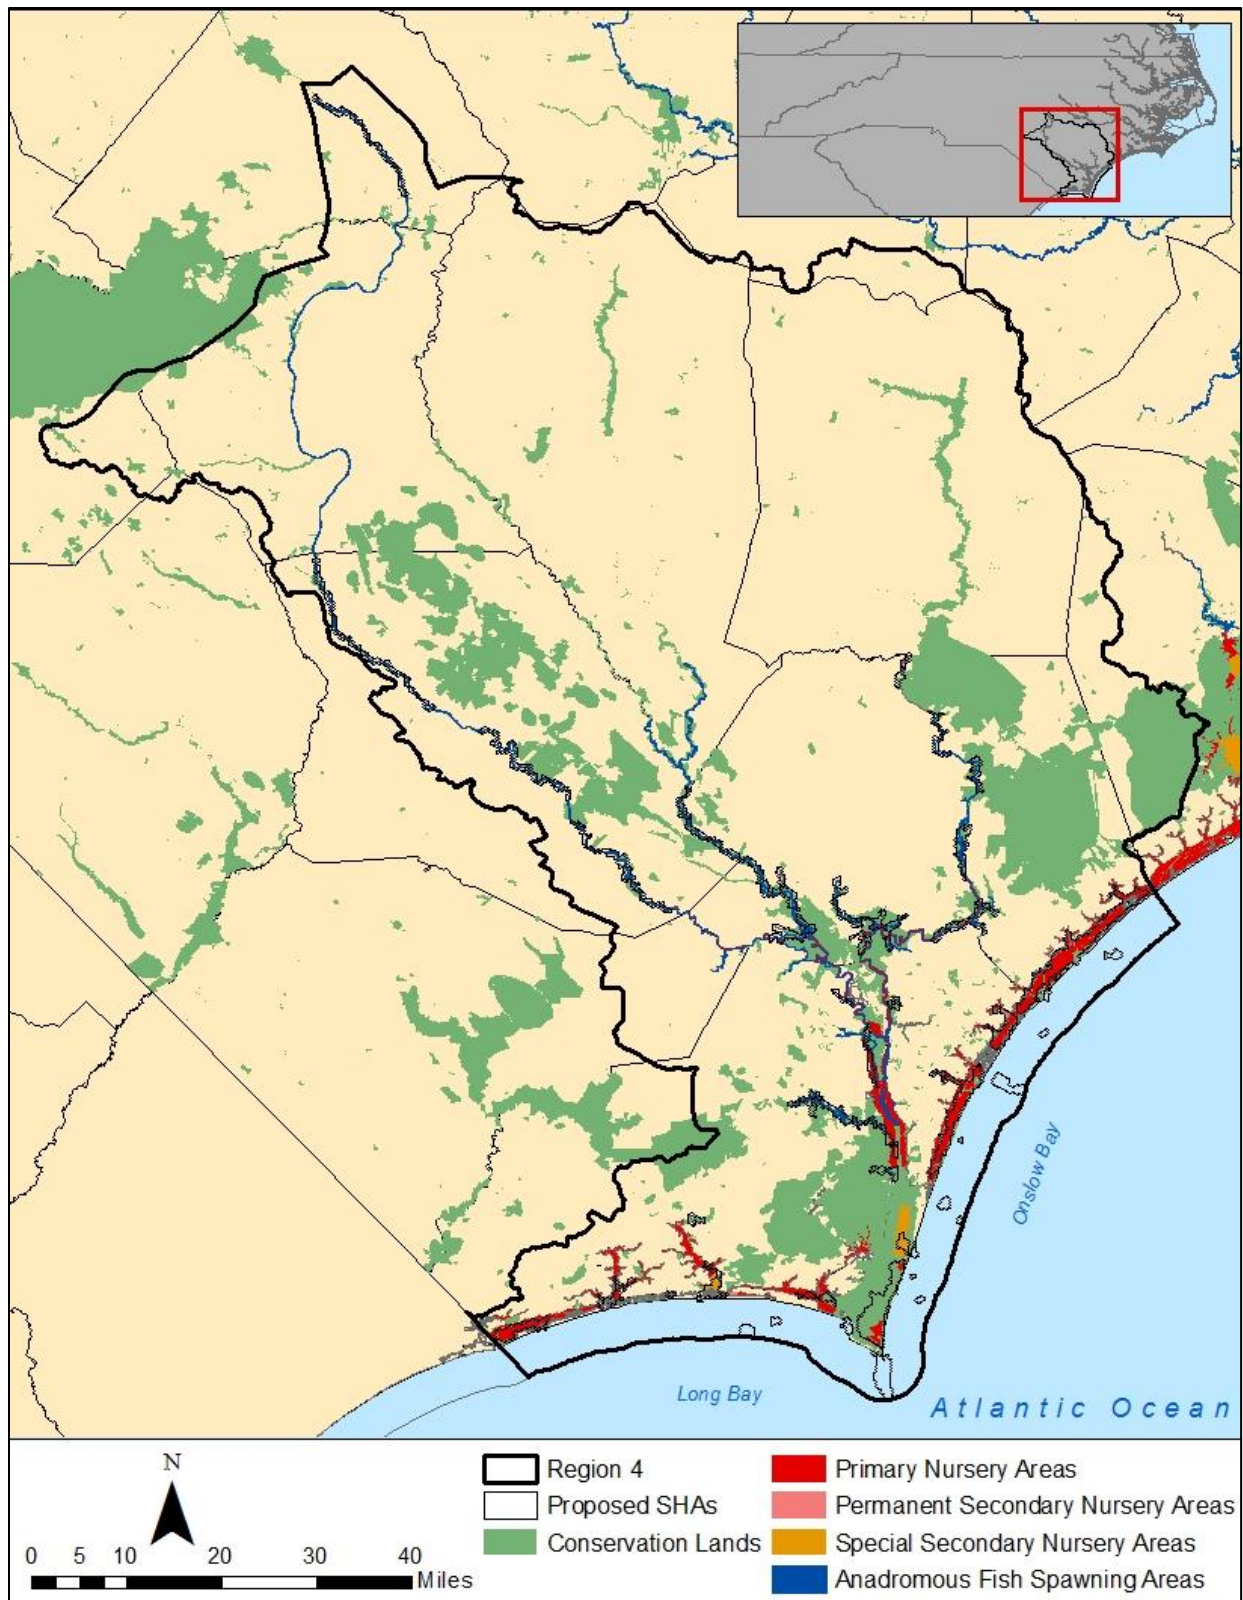 Onslow Bay
Long Bay
Atlantic Ocean
N
0 5 10 20 30 40
Miles
Region 4
Proposed SHAs
Conservation Lands
Primary Nursery Areas
Permanent Secondary Nursery Areas
Special Secondary Nursery Areas
Anadromous Fish Spawning Areas